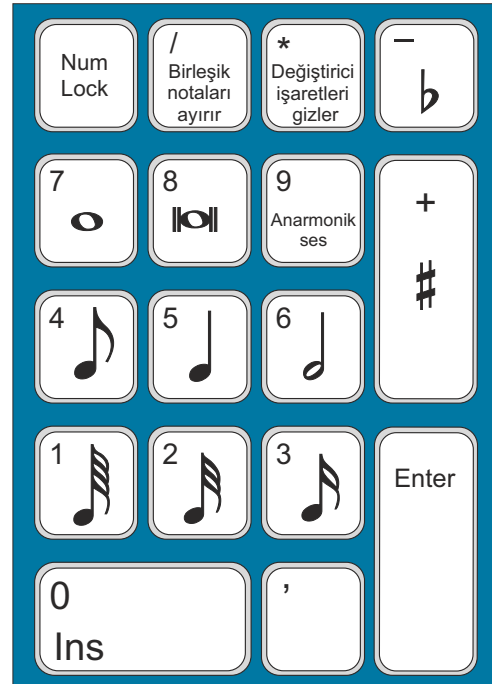 Num
Lock
/
Birleşik
notaları
ayırır
*
Değiştirici
işaretleri
gizler
–
♭
7
8
9
Anarmonik
ses
+
♯
4
5
6
1
2
3
Enter
0
Ins
,